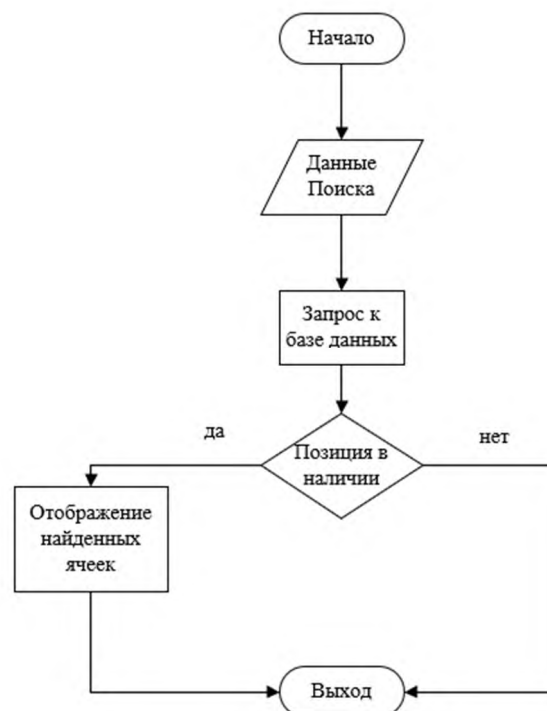 Начало
Данные
Поиска
Запрос к
базе данных
да
Позиция в
наличии
нет
Отображение
найденных
ячеек
Выход